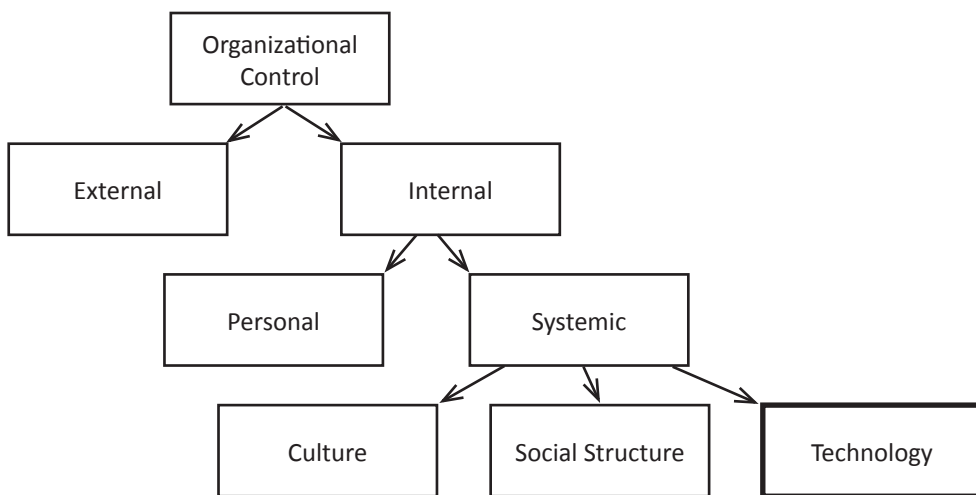 Organizational
Control
External
Internal
Personal
Systemic
Culture
Social Structure
Technology